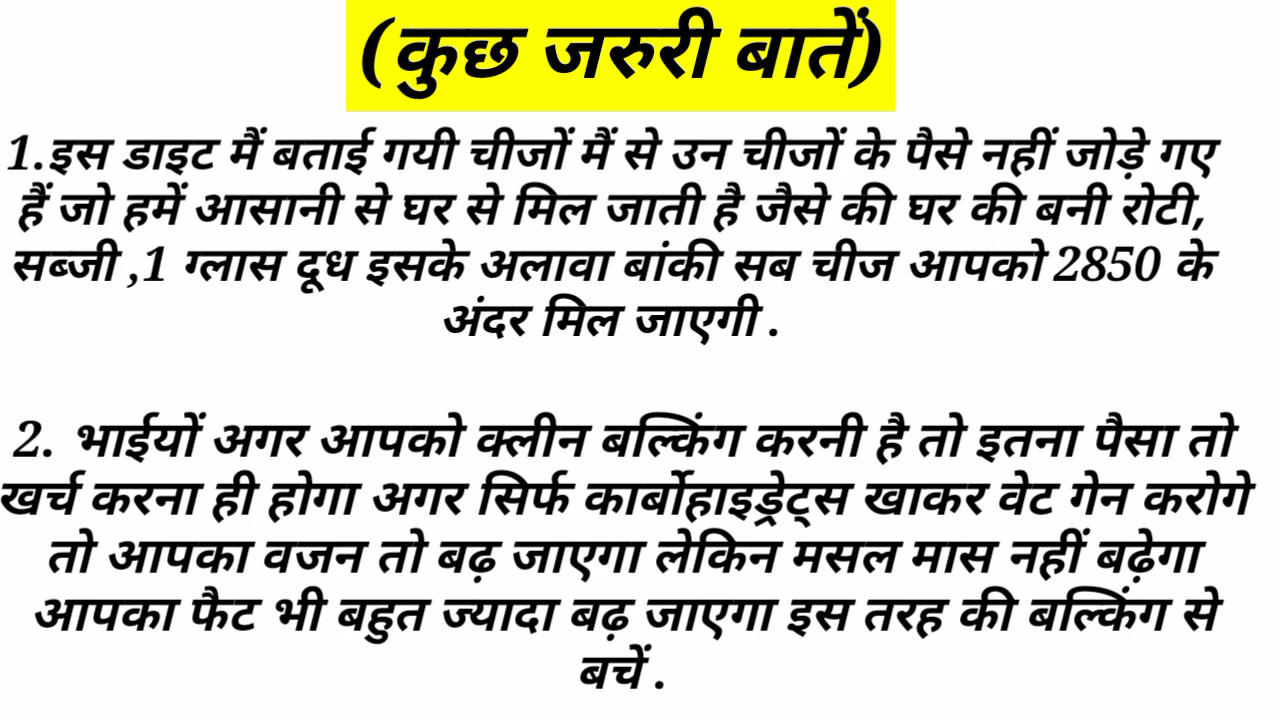 (कुछ जरुरी बातें)
1.इस डाइट मैं बताई गयी चीजों मैं से उन चीजों के पैसे नहीं जोड़े गए
हैं जो हमें आसानी से घर से मिल जाती है जैसे की घर की बनी रोटी,
सब्जी ,1 ग्लास दूध इसके अलावा बांकी सब चीज आपको 2850 के
अंदर मिल जाएगी .
2. भाईयों अगर आपको क्लीन बल्किंग करनी है तो इतना पैसा तो
खर्च करना ही होगा अगर सिर्फ कार्बोहाइड्रेट्स खाकर वेट गेन करोगे
तो आपका वजन तो बढ़ जाएगा लेकिन मसल मास नहीं बढ़ेगा
आपका फैट भी बहुत ज्यादा बढ़ जाएगा इस तरह की बल्किंग से
बचें .